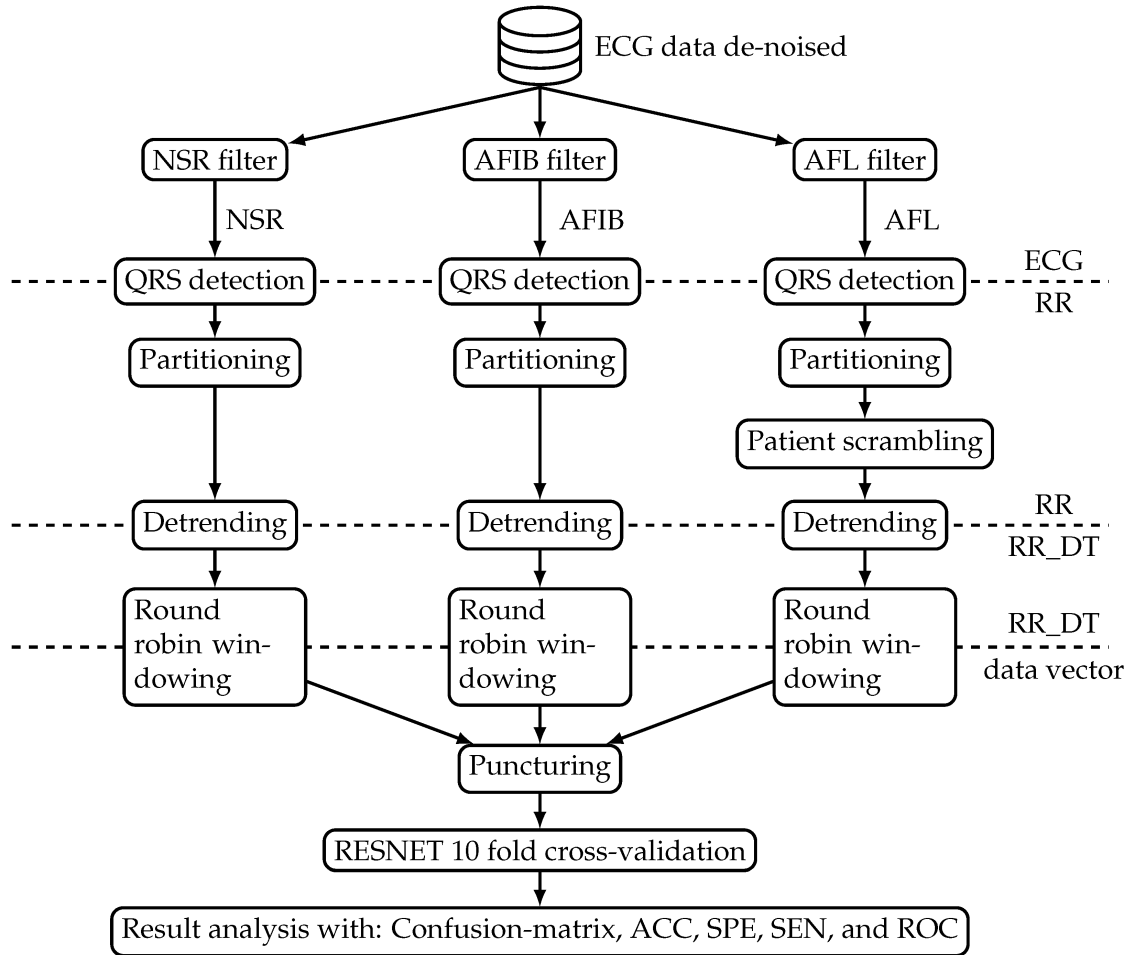 ECG data de-noised
NSR filter
AFIB filter
AFL filter
NSR
AFIB
AFL
QRS detection
QRS detection
QRS detection
ECG
RR
Partitioning
Partitioning
Partitioning
Patient scrambling
Detrending
Detrending
Detrending
RR
RR_DT
Round
robin win-
dowing
Round
robin win-
dowing
Round
robin win-
dowing
RR_DT
data vector
Puncturing
RESNET 10 fold cross-validation
Result analysis with: Confusion-matrix, ACC, SPE, SEN, and ROC